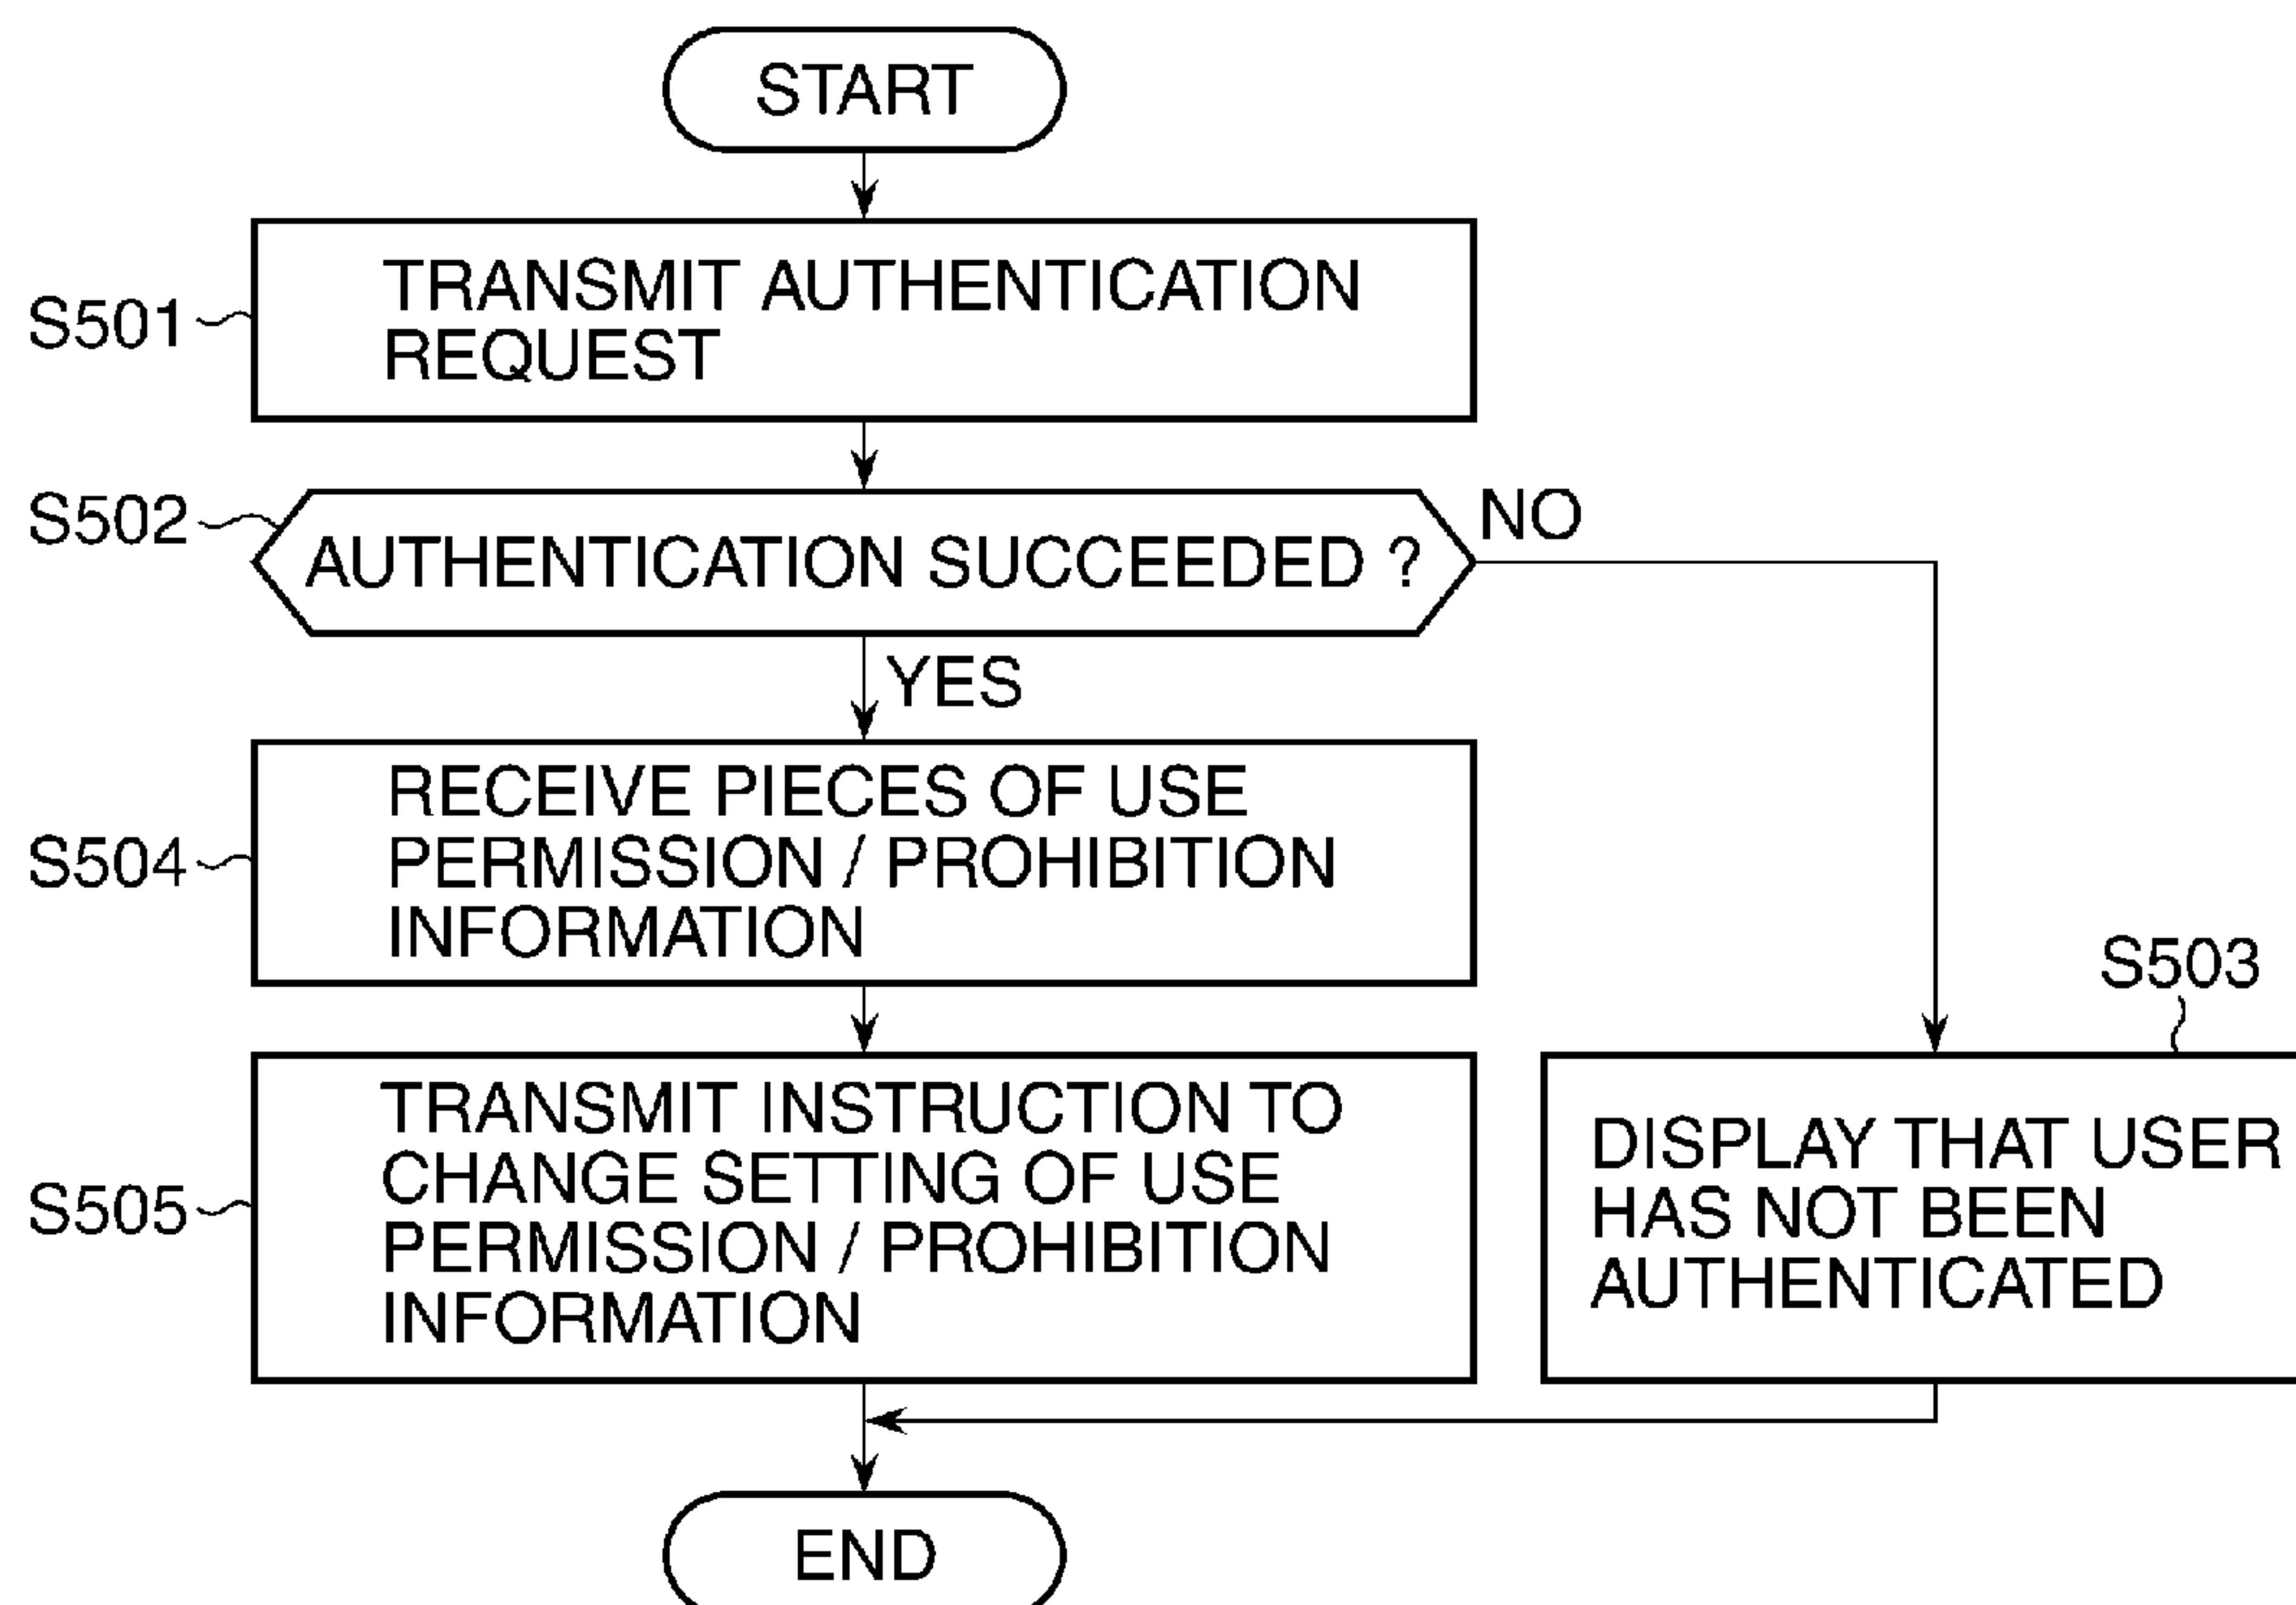 START
S501
TRANSMIT AUTHENTICATION
REQUEST
S502
AUTHENTICATION SUCCEEDED ?
NO
YES
S504
RECEIVE PIECES OF USE
PERMISSION / PROHIBITION
INFORMATION
S503
DISPLAY THAT USER
HAS NOT BEEN
AUTHENTICATED
S505
TRANSMIT INSTRUCTION TO
CHANGE SETTING OF USE
PERMISSION / PROHIBITION
INFORMATION
END